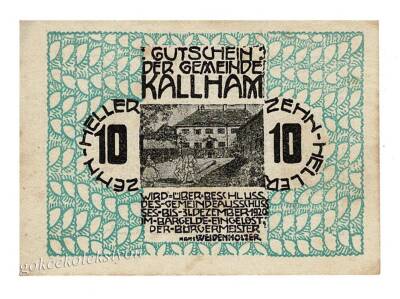 GUTSCHEIN
DER GEMEINDE
KALLHAM
ZEHN-HELLER
10
ZEHN-HELLER
10
WIRD-ÜBER-BESCHLUSS
DES-GEMEINDEAUSSCHUS
SES-BIS-31.DEZEMBER-1920
IM-BARGELDE-EINGELÖST
DER-BÜRGERMEISTER
WEIDENHOLZER
gokcekoleksiyon